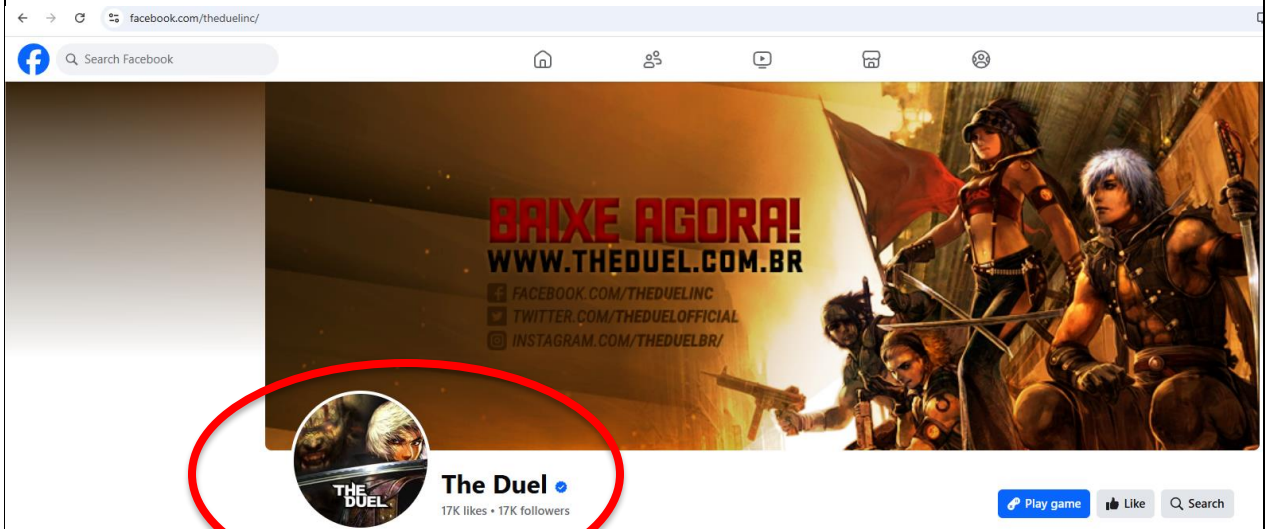 facebook.com/theduelinc/
Search Facebook
BAIXE AGORA!
WWW.THEDUEL.COM.BR
FACEBOOK.COM/THEDUELINC
TWITTER.COM/THEDUELOFFICIAL
INSTAGRAM.COM/THEDUELBR/
THE
DUEL
The Duel
17K likes • 17K followers
Play game
Like
Search